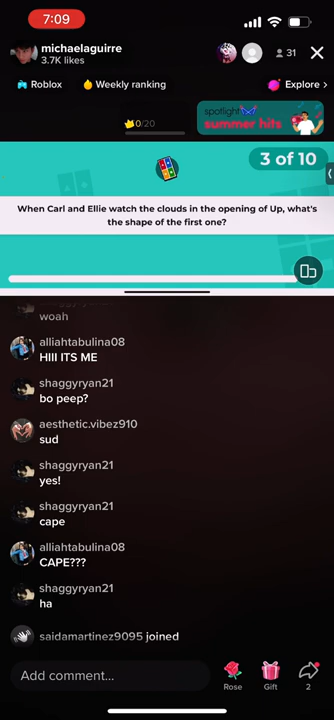 7:09
michaelaguirre
3.7K likes
31
Roblox
Weekly ranking
Explore >
0/20
spotlight
summer hits
3 of 10
When Carl and Ellie watch the clouds in the opening of Up, what's
the shape of the first one?
woah
alliahtabulina08
HIII ITS ME
shaggyryan21
bo peep?
aesthetic.vibez910
sud
shaggyryan21
yes!
shaggyryan21
cape
alliahtabulina08
CAPE???
shaggyryan21
ha
saidamartinez9095 joined
Add comment...
Rose
Gift
2